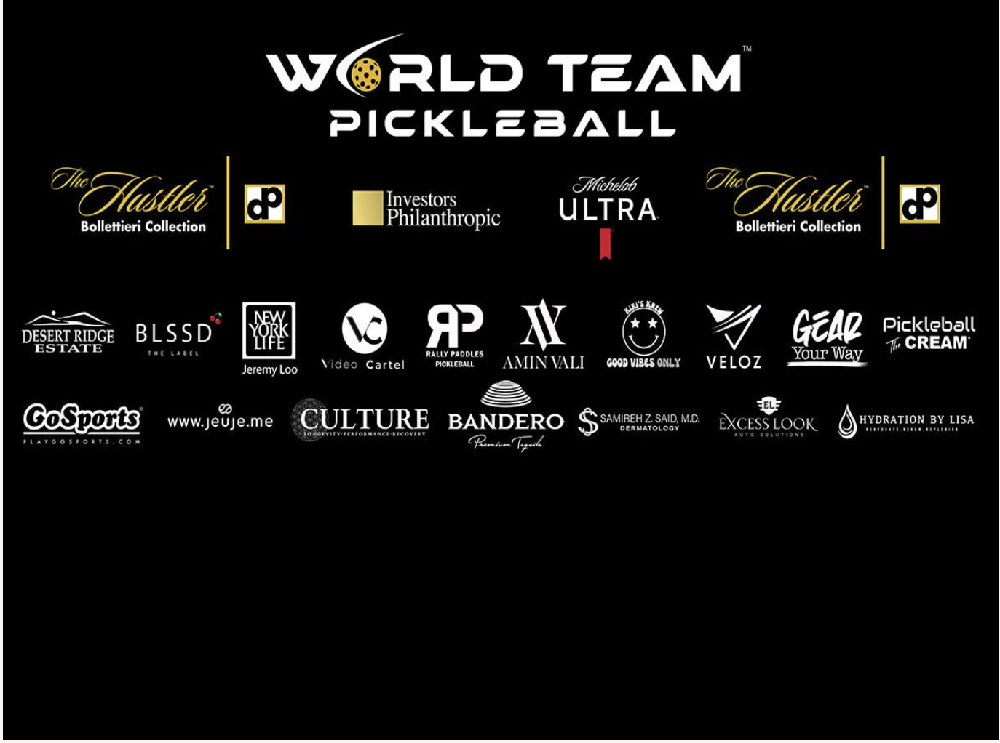 WORLD TEAM™
PICKLEBALL
The Hustler™
Bollettieri Collection
dp
Investors
Philanthropic
Michelob
ULTRA
The Hustler™
Bollettieri Collection
dp
DESERT RIDGE
ESTATE
BLSSD
THE LABEL
NEW
YORK
LIFE
Jeremy Loo
VC
Video Cartel
RP
RALLY PADDLES
PICKLEBALL
AV
AMIN VALI
KIKI'S KREW
GOOD VIBES ONLY
VELOZ
GEAR
Your Way
Pickleball
The CREAM
GoSports®
PLAYGOSPORTS.COM
www.jeuje.me
CULTURE
LONGEVITY·PERFORMANCE·RECOVERY
BANDERO
Premium Tequila
SAMIREH Z. SAID, M.D.
DERMATOLOGY
EL
EXCESS LOOK
AUTO SOLUTIONS
HYDRATION BY LISA
REHYDRATE.RENEW.REPLENISH